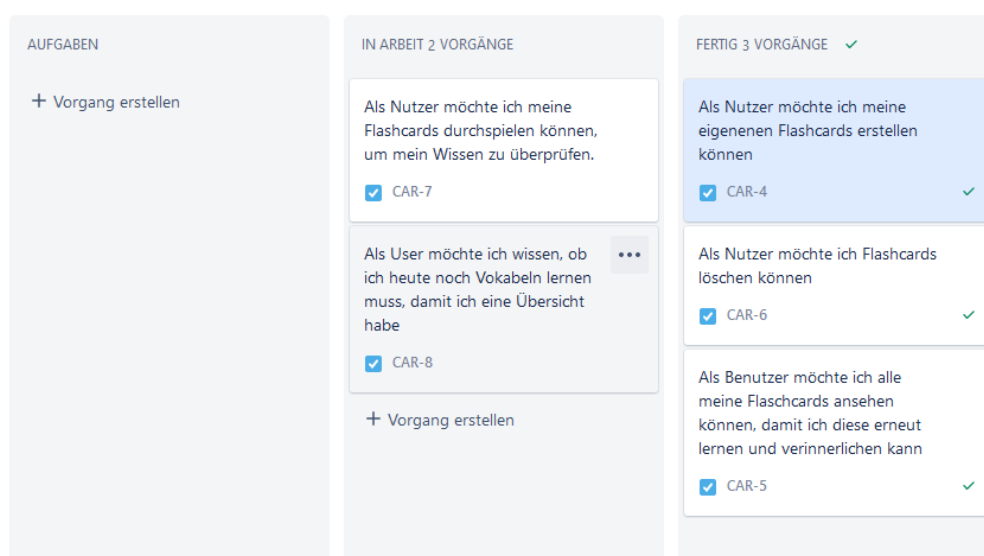 AUFGABEN
+ Vorgang erstellen
IN ARBEIT 2 VORGÄNGE
Als Nutzer möchte ich meine
Flashcards durchspielen können,
um mein Wissen zu überprüfen.
CAR-7
Als User möchte ich wissen, ob
ich heute noch Vokabeln lernen
muss, damit ich eine Übersicht
habe
CAR-8
+ Vorgang erstellen
FERTIG 3 VORGÄNGE
Als Nutzer möchte ich meine
eigenenen Flashcards erstellen
können
CAR-4
Als Nutzer möchte ich Flashcards
löschen können
CAR-6
Als Benutzer möchte ich alle
meine Flaschcards ansehen
können, damit ich diese erneut
lernen und verinnerlichen kann
CAR-5